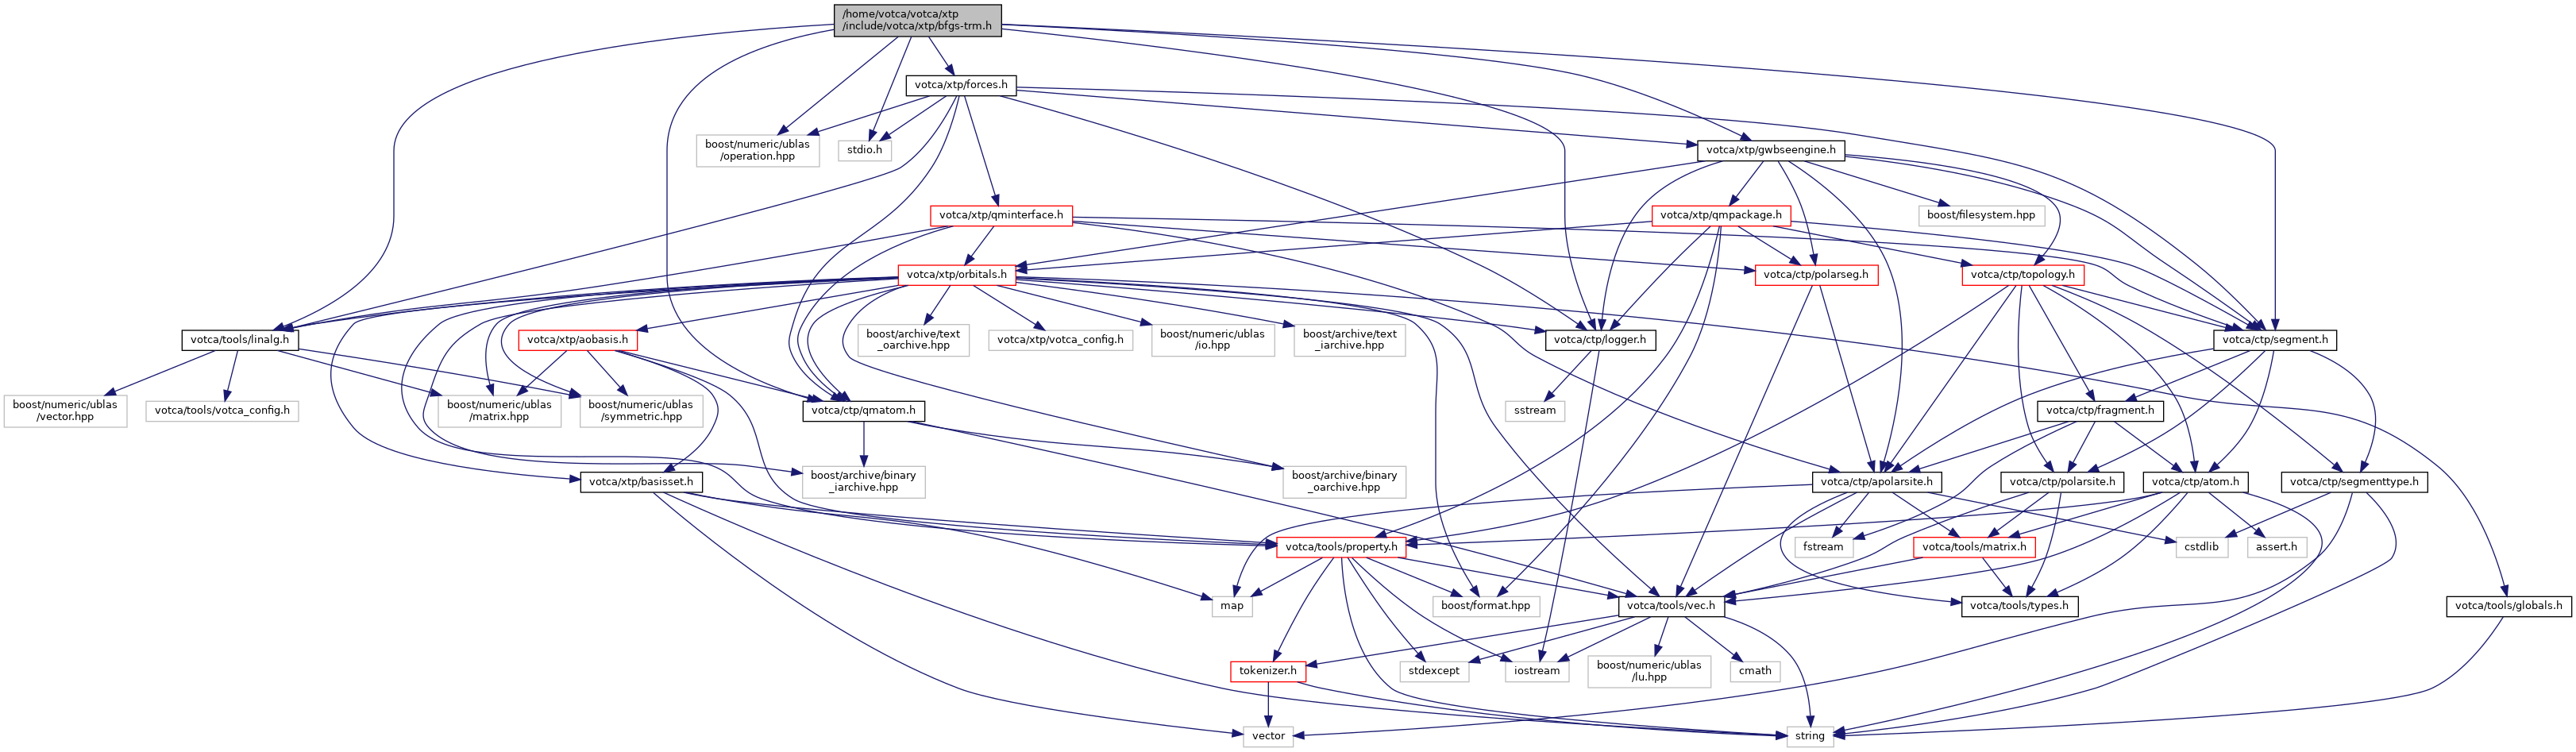 /home/votca/votca/xtp
/include/votca/xtp/bfgs-trm.h
votca/xtp/forces.h
boost/numeric/ublas
/operation.hpp
stdio.h
votca/xtp/gwbseengine.h
votca/xtp/qminterface.h
votca/xtp/qmpackage.h
boost/filesystem.hpp
votca/xtp/orbitals.h
votca/ctp/polarseg.h
votca/ctp/topology.h
votca/tools/linalg.h
votca/xtp/aobasis.h
boost/archive/text
_oarchive.hpp
votca/xtp/votca_config.h
boost/numeric/ublas
/io.hpp
boost/archive/text
_iarchive.hpp
votca/ctp/logger.h
votca/ctp/segment.h
boost/numeric/ublas
/vector.hpp
votca/tools/votca_config.h
boost/numeric/ublas
/matrix.hpp
boost/numeric/ublas
/symmetric.hpp
votca/ctp/qmatom.h
sstream
votca/ctp/fragment.h
votca/xtp/basisset.h
boost/archive/binary
_iarchive.hpp
boost/archive/binary
_oarchive.hpp
votca/ctp/apolarsite.h
votca/ctp/polarsite.h
votca/ctp/atom.h
votca/ctp/segmenttype.h
votca/tools/property.h
fstream
votca/tools/matrix.h
cstdlib
assert.h
map
boost/format.hpp
votca/tools/vec.h
votca/tools/types.h
votca/tools/globals.h
tokenizer.h
stdexcept
iostream
boost/numeric/ublas
/lu.hpp
cmath
vector
string